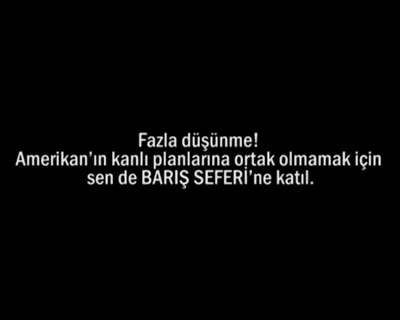 Fazla düşünme!
Amerikan’ın kanlı planlarına ortak olmamak için
sen de BARIŞ SEFERİ’ne katıl.